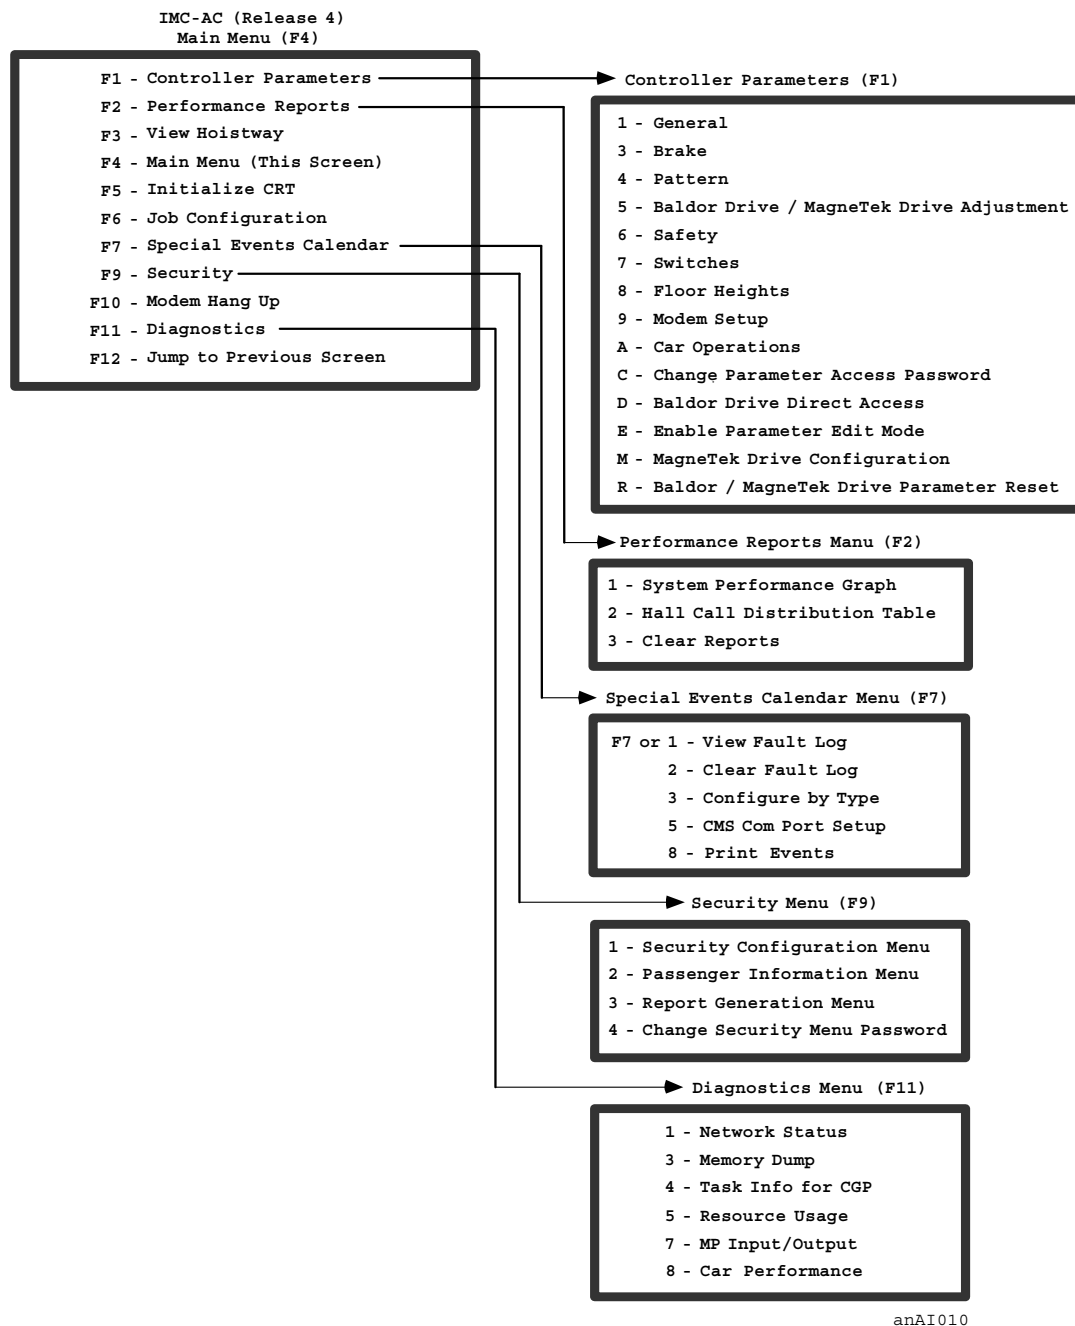 IMC-AC (Release 4)
Main Menu (F4)
F1 - Controller Parameters
F2 - Performance Reports
F3 - View Hoistway
F4 - Main Menu (This Screen)
F5 - Initialize CRT
F6 - Job Configuration
F7 - Special Events Calendar
F9 - Security
F10 - Modem Hang Up
F11 - Diagnostics
F12 - Jump to Previous Screen
Controller Parameters (F1)
1 - General
3 - Brake
4 - Pattern
5 - Baldor Drive / MagneTek Drive Adjustment
6 - Safety
7 - Switches
8 - Floor Heights
9 - Modem Setup
A - Car Operations
C - Change Parameter Access Password
D - Baldor Drive Direct Access
E - Enable Parameter Edit Mode
M - MagneTek Drive Configuration
R - Baldor / MagneTek Drive Parameter Reset
Performance Reports Manu (F2)
1 - System Performance Graph
2 - Hall Call Distribution Table
3 - Clear Reports
Special Events Calendar Menu (F7)
F7 or 1 - View Fault Log
2 - Clear Fault Log
3 - Configure by Type
5 - CMS Com Port Setup
8 - Print Events
Security Menu (F9)
1 - Security Configuration Menu
2 - Passenger Information Menu
3 - Report Generation Menu
4 - Change Security Menu Password
Diagnostics Menu (F11)
1 - Network Status
3 - Memory Dump
4 - Task Info for CGP
5 - Resource Usage
7 - MP Input/Output
8 - Car Performance
anAI010